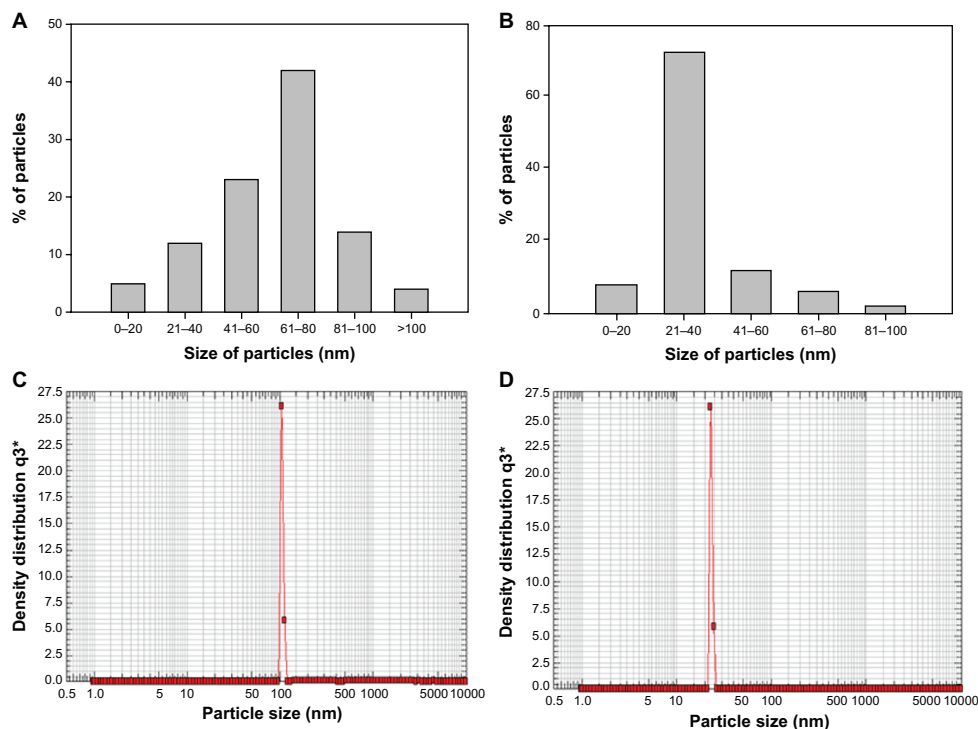 A
50
40
30
20
10
0
% of particles
0–20 21–40 41–60 61–80 81–100 >100
Size of particles (nm)
B
80
70
60
40
20
0
% of particles
0–20 21–40 41–60 61–80 81–100
Size of particles (nm)
C
27.5
25.0
22.5
20.0
17.5
15.0
12.5
10.0
7.5
5.0
2.5
0.0
Density distribution q3*
0.5 1.0 5 10 50 100 500 1000 5000 10000
Particle size (nm)
D
27.5
25.0
22.5
20.0
17.5
15.0
12.5
10.0
7.5
5.0
2.5
0.0
Density distribution q3*
0.5 1.0 5 10 50 100 500 1000 5000 10000
Particle size (nm)